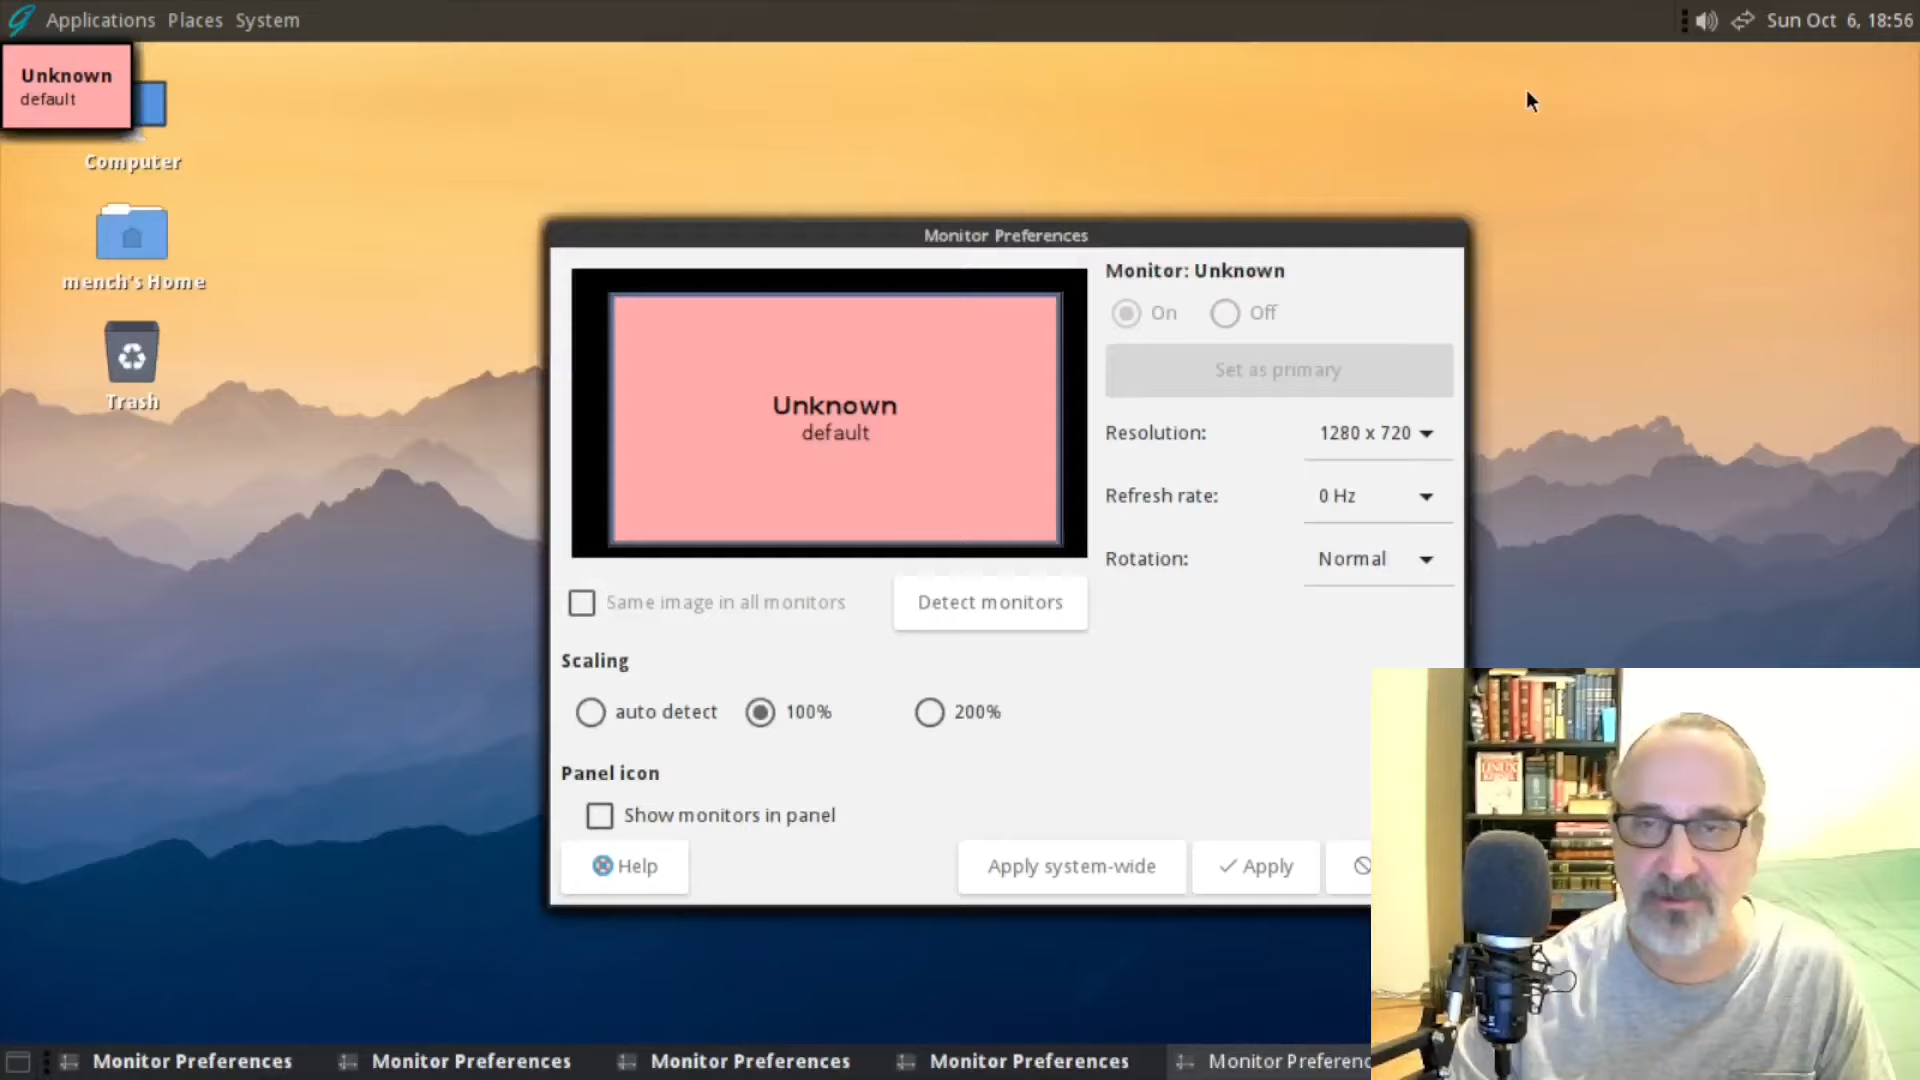 Applications Places System
Sun Oct 6, 18:56
Unknown
default
Computer
mench's Home
Trash
Monitor Preferences
Unknown
default
Monitor: Unknown
On Off
Set as primary
Resolution: 1280 x 720
Refresh rate: 0 Hz
Rotation: Normal
Same image in all monitors
Detect monitors
Scaling
auto detect 100% 200%
Panel icon
Show monitors in panel
Help
Apply system-wide
Apply
Monitor Preferences
Monitor Preferences
Monitor Preferences
Monitor Preferences
Monitor Preferenc